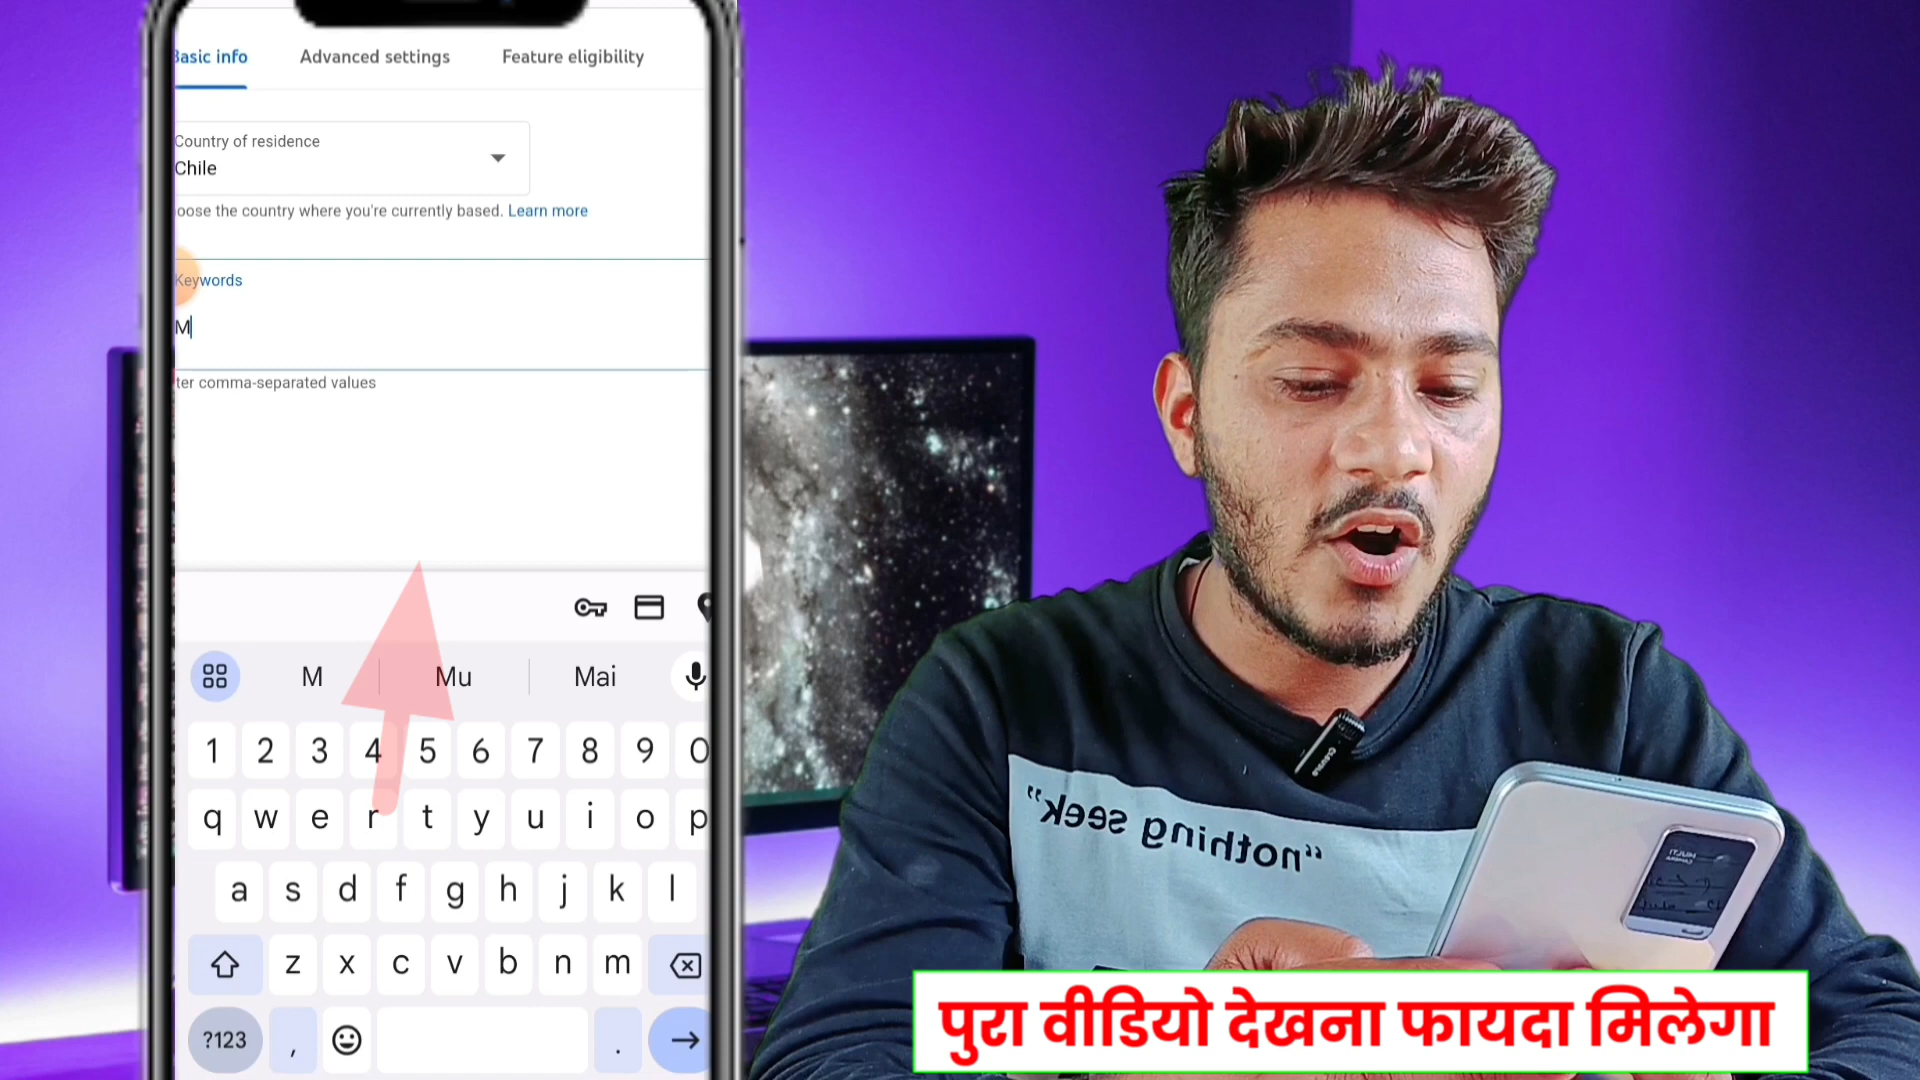 Basic info Advanced settings Feature eligibility
Country of residence
Chile
oose the country where you're currently based. Learn more
Keywords
M
ter comma-separated values
M Mu Mai
1 2 3 4 5 6 7 8 9 0
q w e r t y u i o p
a s d f g h j k l
z x c v b n m
?123 , .
"nothing seek"
पुरा वीडियो देखना फायदा मिलेगा